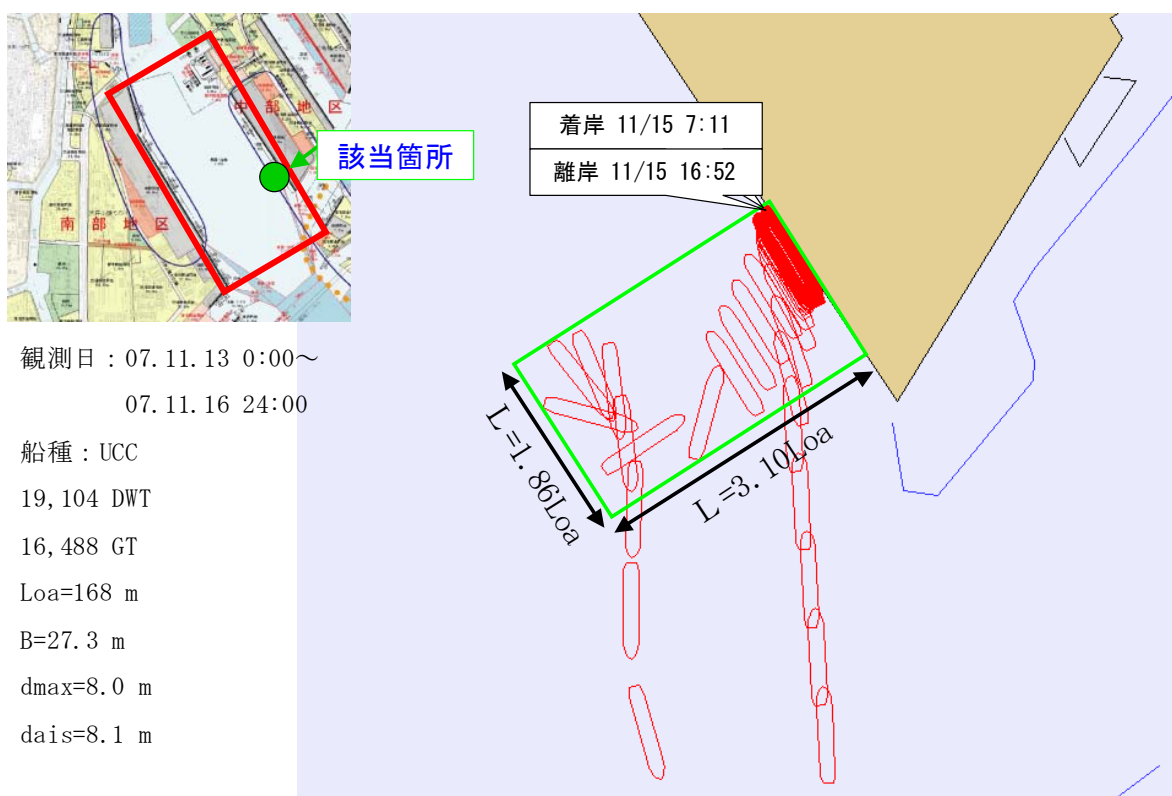 中部地区
南部地区
該当箇所
着岸 11/15 7:11
離岸 11/15 16:52
観測日：07.11.13 0:00～
07.11.16 24:00
船種：UCC
19,104 DWT
16,488 GT
Loa=168 m
B=27.3 m
dmax=8.0 m
dais=8.1 m
L =1.86Loa
L =3.10Loa